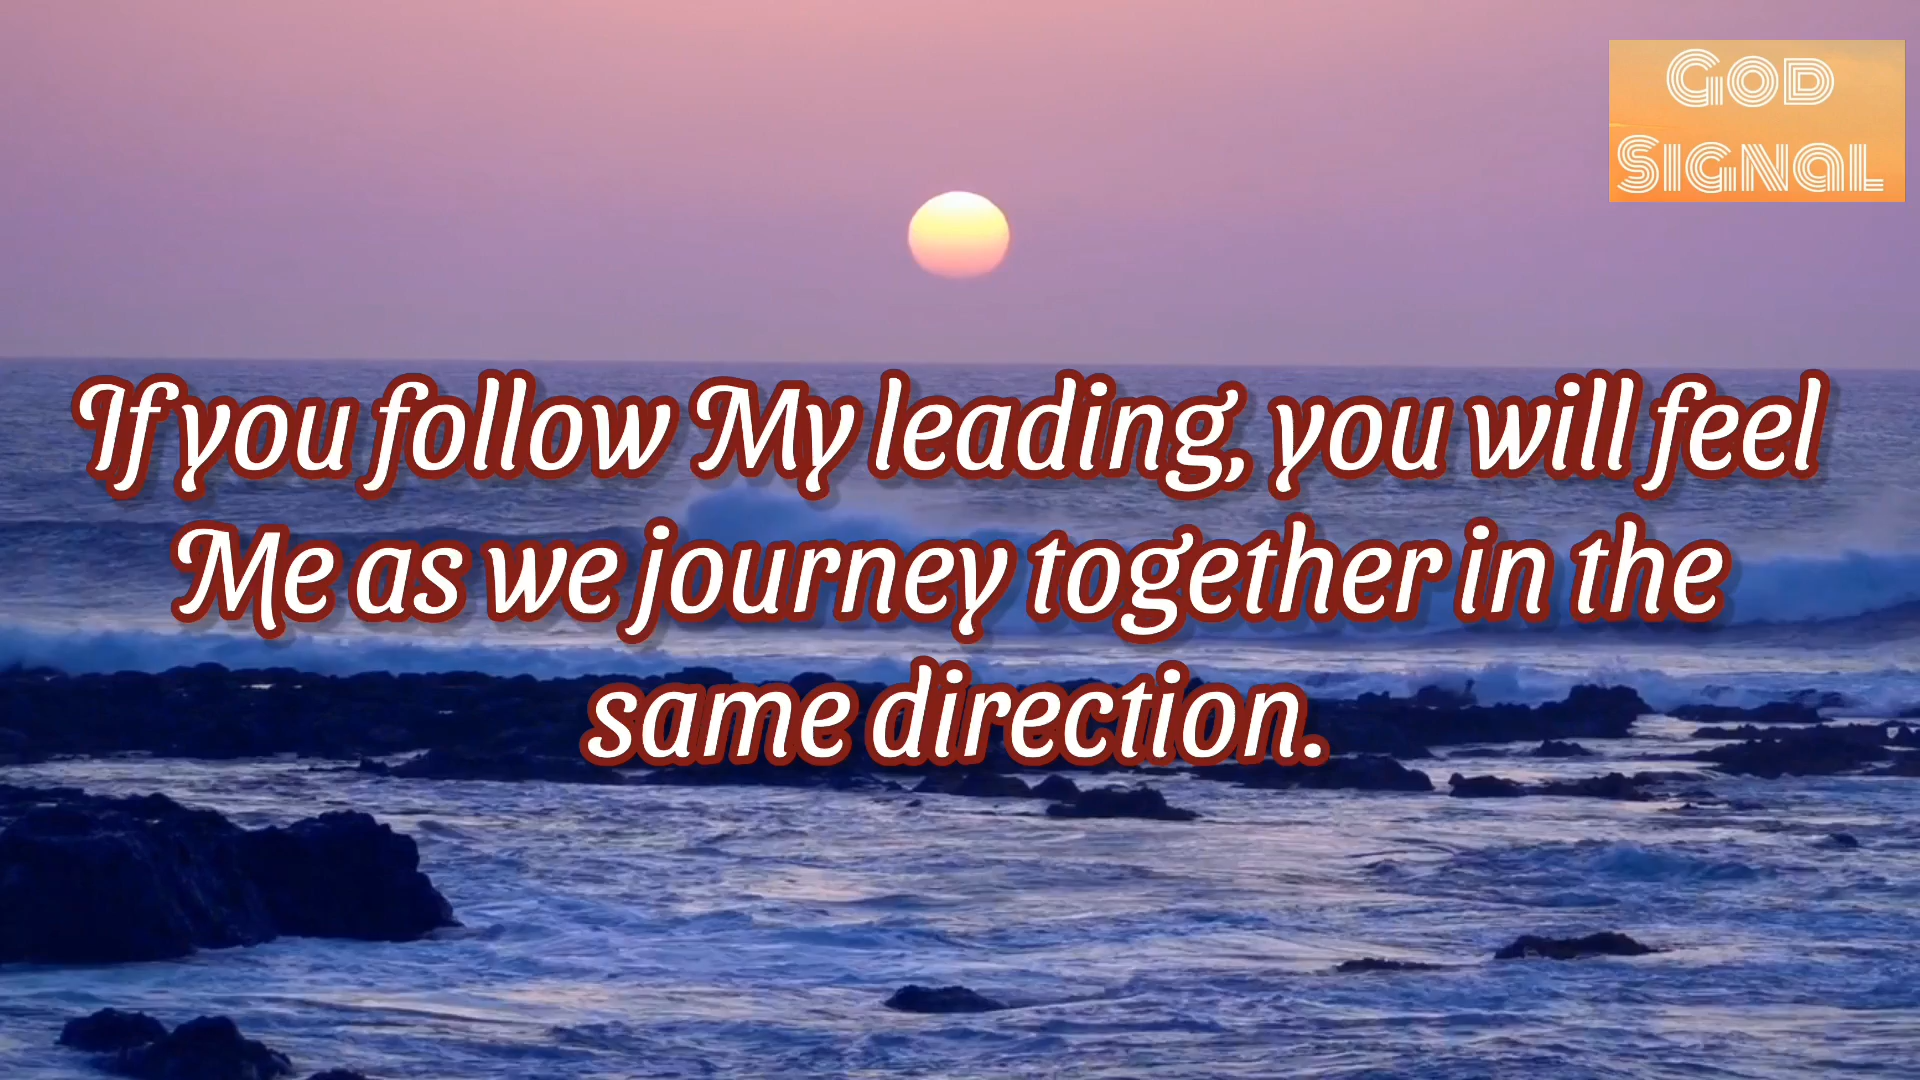 God
Signal
If you follow My leading, you will feel
Me as we journey together in the
same direction.